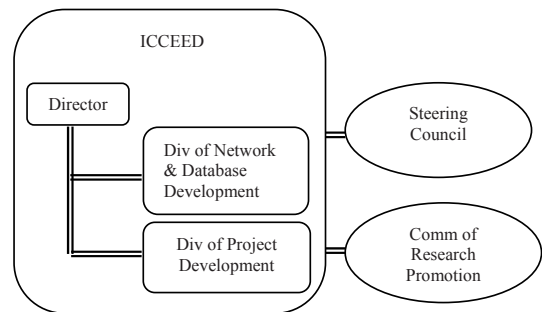 ICCEED
Director
Steering
Council
Div of Network
& Database
Development
Div of Project
Development
Comm of
Research
Promotion